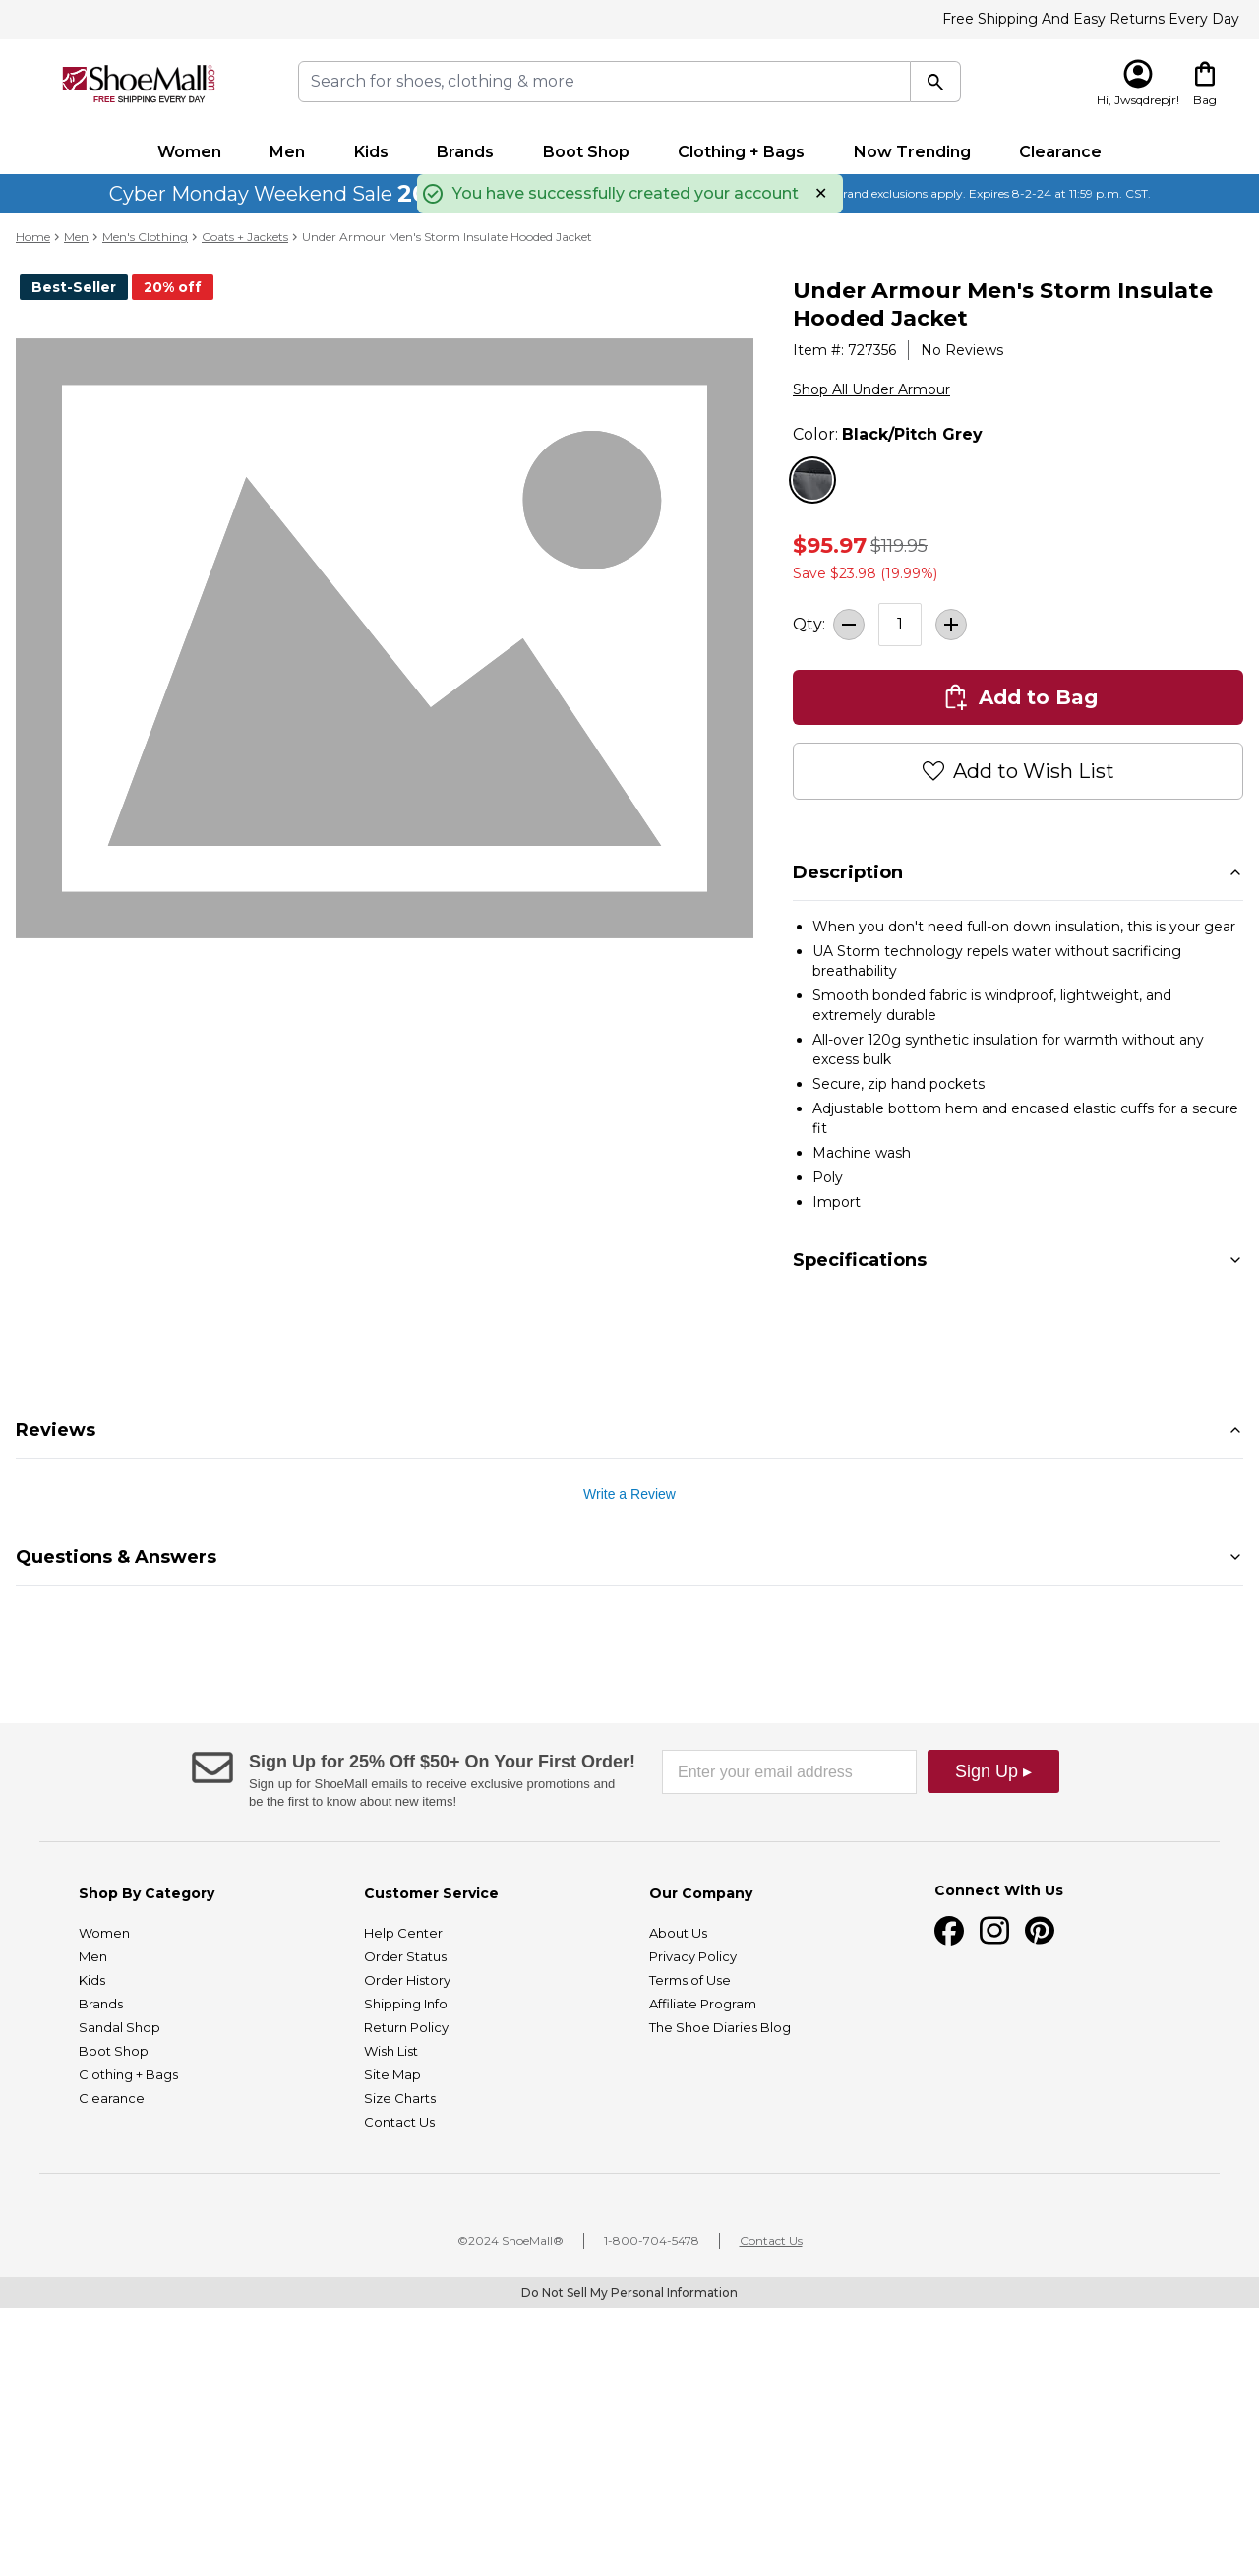 Free Shipping And Easy Returns Every Day
ShoeMall.com
FREE SHIPPING EVERY DAY
Search for shoes, clothing & more
Hi, Jwsqdrepjr!
Bag
Women
Men
Kids
Brands
Boot Shop
Clothing + Bags
Now Trending
Clearance
Cyber Monday Weekend Sale
You have successfully created your account
exclusions apply. Expires 8-2-24 at 11:59 p.m. CST.
Home > Men > Men's Clothing > Coats + Jackets > Under Armour Men's Storm Insulate Hooded Jacket
Best-Seller
20% off
Under Armour Men's Storm Insulate
Hooded Jacket
Item #: 727356
No Reviews
Shop All Under Armour
Color: Black/Pitch Grey
$95.97 $119.95
Save $23.98 (19.99%)
Qty:
1
Add to Bag
Add to Wish List
Description
When you don't need full-on down insulation, this is your gear
UA Storm technology repels water without sacrificing
breathability
Smooth bonded fabric is windproof, lightweight, and
extremely durable
All-over 120g synthetic insulation for warmth without any
excess bulk
Secure, zip hand pockets
Adjustable bottom hem and encased elastic cuffs for a secure
fit
Machine wash
Poly
Import
Specifications
Reviews
Write a Review
Questions & Answers
Sign Up for 25% Off $50+ On Your First Order!
Sign up for ShoeMall emails to receive exclusive promotions and
be the first to know about new items!
Enter your email address
Sign Up ▸
Shop By Category
Women
Men
Kids
Brands
Sandal Shop
Boot Shop
Clothing + Bags
Clearance
Customer Service
Help Center
Order Status
Order History
Shipping Info
Return Policy
Wish List
Site Map
Size Charts
Contact Us
Our Company
About Us
Privacy Policy
Terms of Use
Affiliate Program
The Shoe Diaries Blog
Connect With Us
©2024 ShoeMall®
1-800-704-5478
Contact Us
Do Not Sell My Personal Information